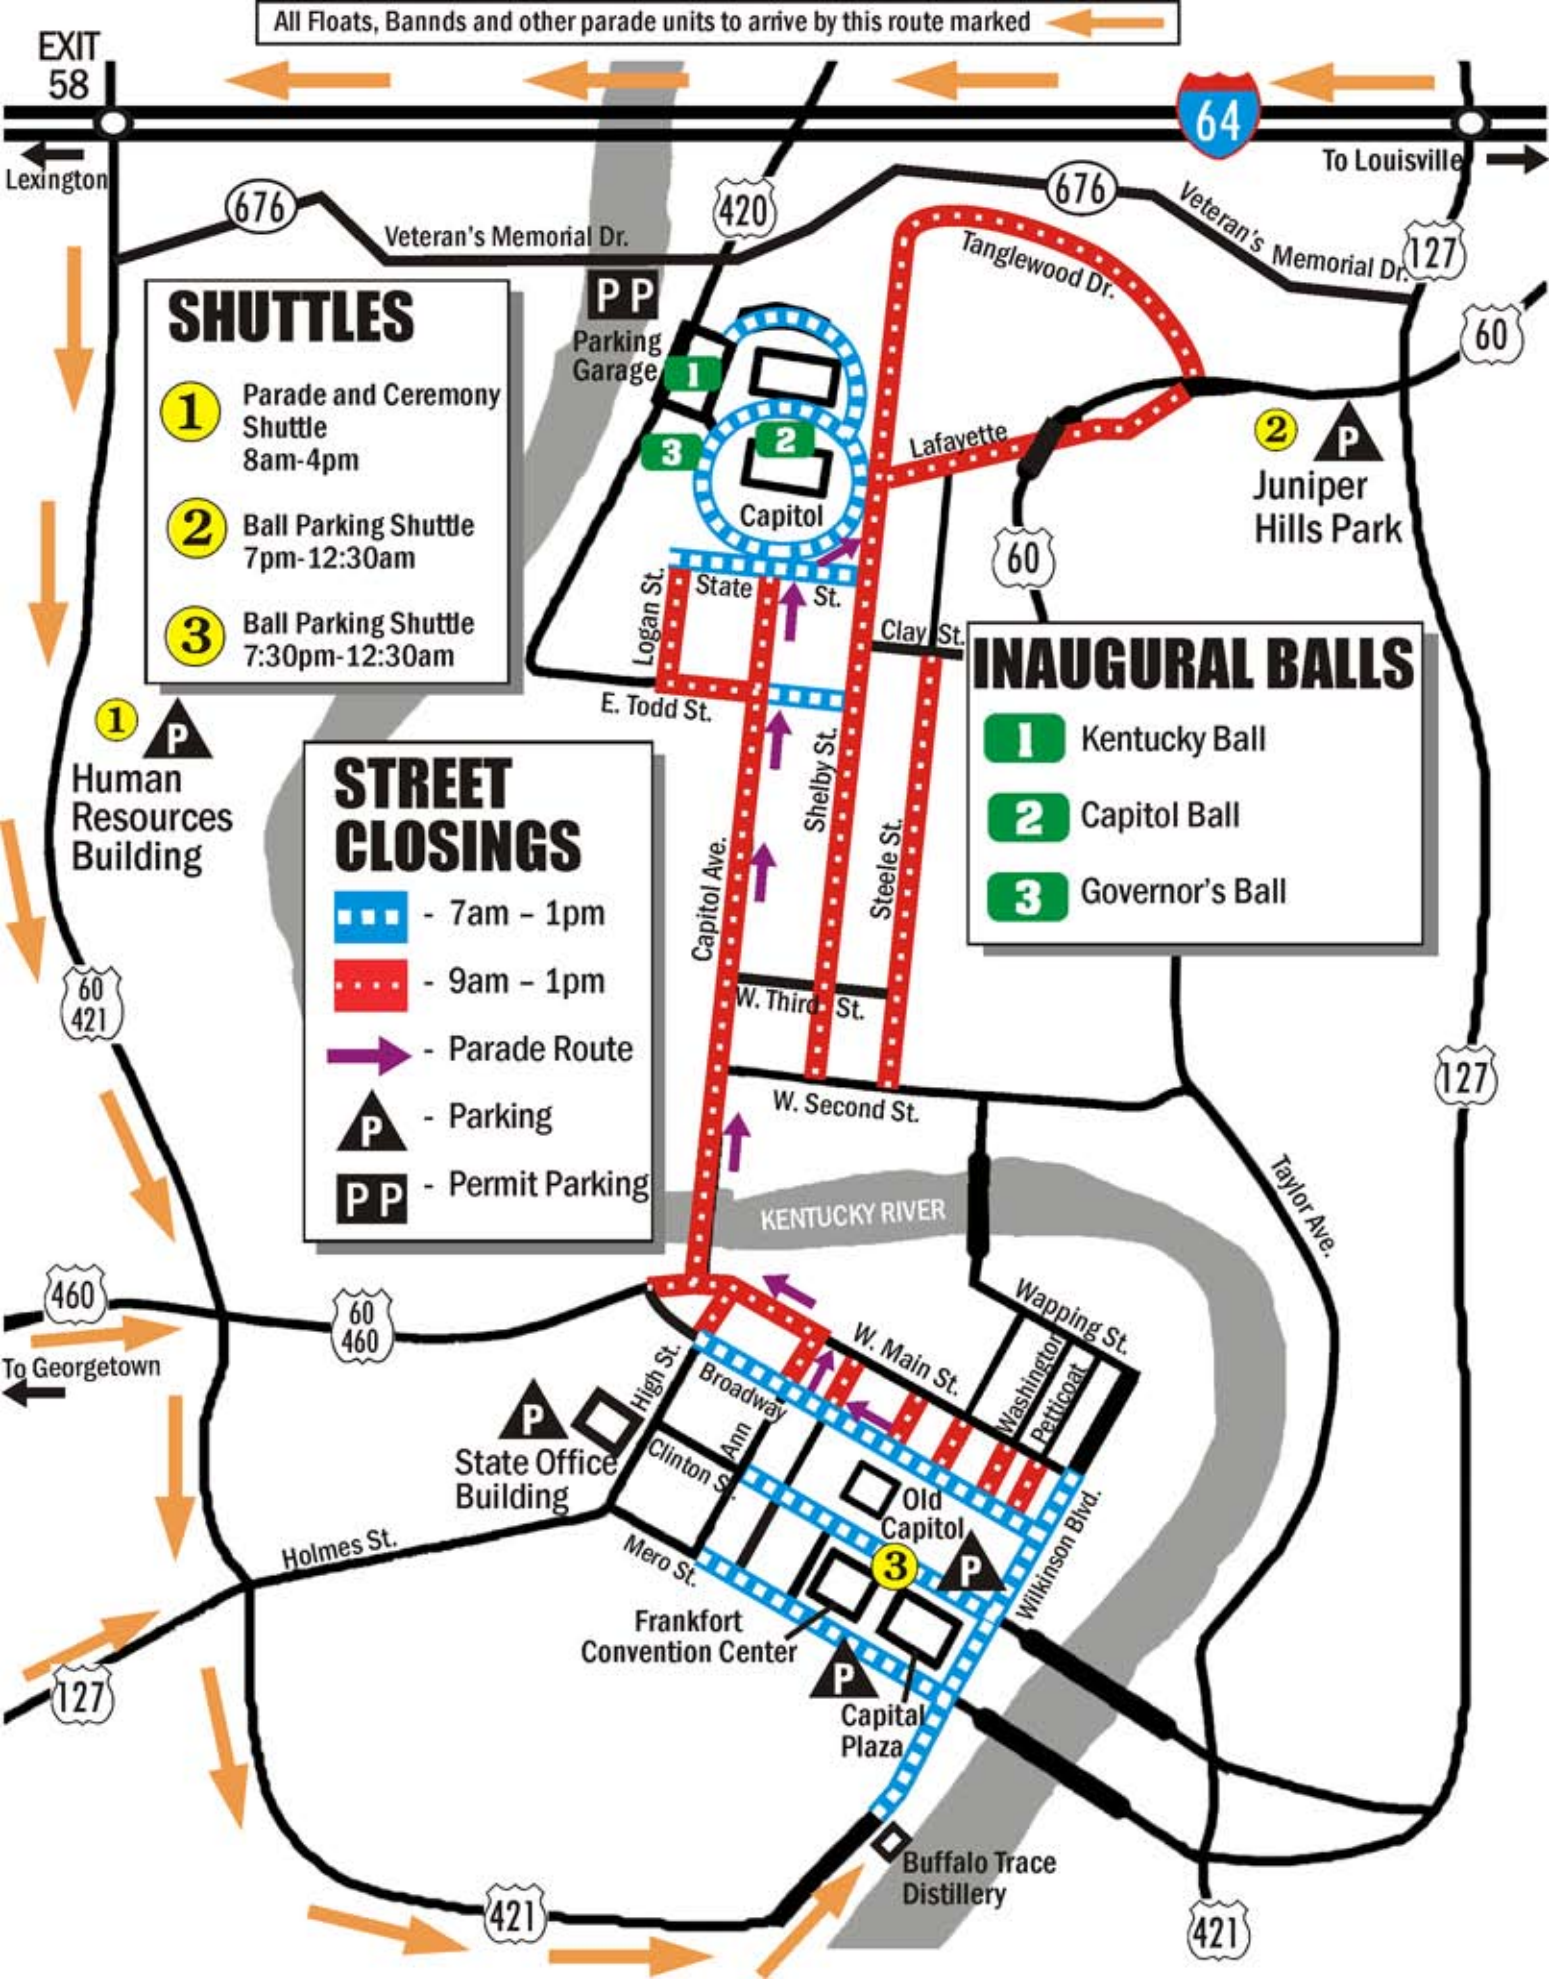 All Floats, Bannds and other parade units to arrive by this route marked
EXIT
58
64
Lexington
To Louisville
676
Veteran's Memorial Dr.
420
676
Veteran's Memorial Dr.
127
Tanglewood Dr.
60
SHUTTLES
1
Parade and Ceremony
Shuttle
8am-4pm
2
Ball Parking Shuttle
7pm-12:30am
3
Ball Parking Shuttle
7:30pm-12:30am
P P
Parking
Garage
1
2
3
Capitol
Lafayette
2
P
Juniper
Hills Park
60
State St.
Logan St.
Clay St.
E. Todd St.
INAUGURAL BALLS
1
Kentucky Ball
2
Capitol Ball
3
Governor's Ball
1
P
Human
Resources
Building
STREET
CLOSINGS
- 7am – 1pm
- 9am – 1pm
- Parade Route
P
- Parking
P P
- Permit Parking
Capitol Ave.
Shelby St.
Steele St.
W. Third St.
W. Second St.
60
421
127
Taylor Ave.
KENTUCKY RIVER
460
60
460
To Georgetown
Wapping St.
W. Main St.
Washington
Petticoat
High St.
Broadway
P
State Office
Building
Clinton S.
Ann
Old
Capitol
3
P
Wilkinson Blvd.
Holmes St.
Mero St.
Frankfort
Convention Center
P
Capital
Plaza
127
Buffalo Trace
Distillery
421
421